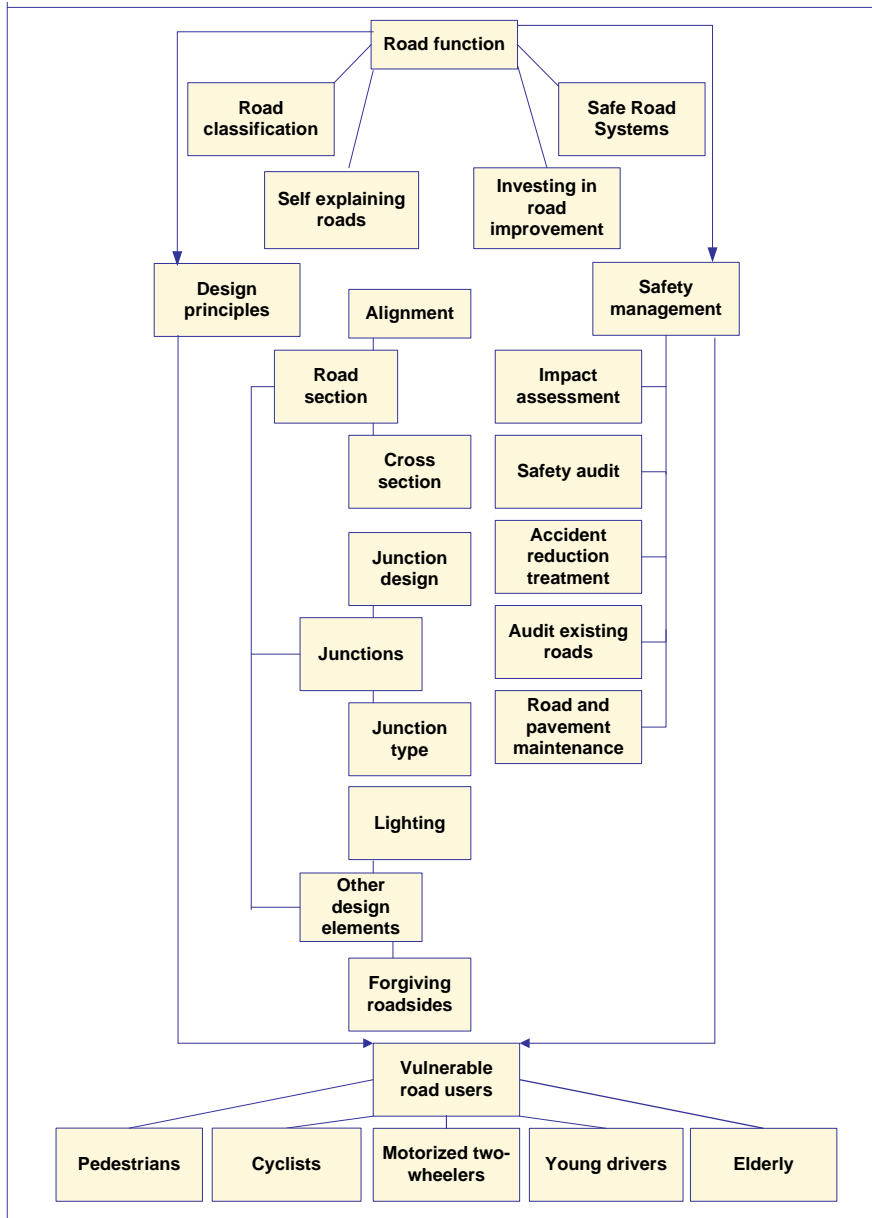 Road function
Road
classification
Safe Road
Systems
Self explaining
roads
Investing in
road
improvement
Design
principles
Safety
management
Alignment
Road
section
Impact
assessment
Cross
section
Safety audit
Junction
design
Accident
reduction
treatment
Junctions
Audit existing
roads
Junction
type
Road and
pavement
maintenance
Lighting
Other
design
elements
Forgiving
roadsides
Vulnerable
road users
Pedestrians
Cyclists
Motorized two-
wheelers
Young drivers
Elderly